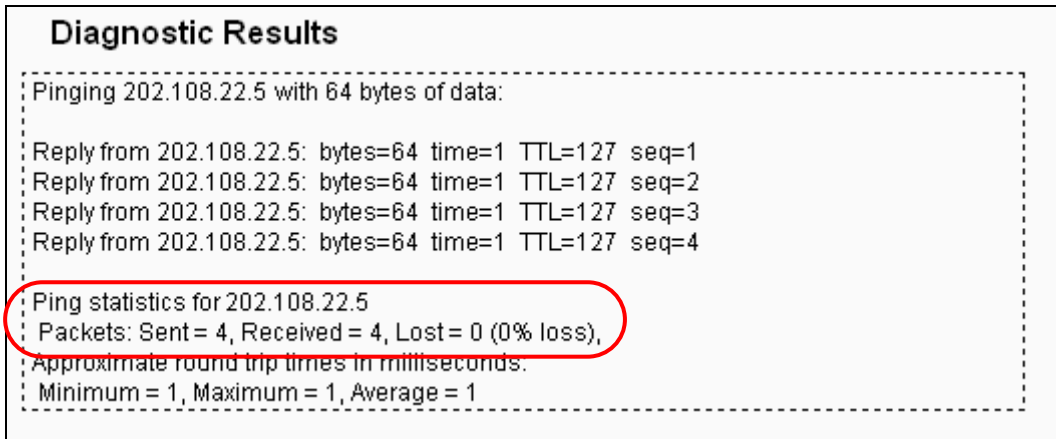 Diagnostic Results
Pinging 202.108.22.5 with 64 bytes of data:
Reply from 202.108.22.5: bytes=64 time=1 TTL=127 seq=1
Reply from 202.108.22.5: bytes=64 time=1 TTL=127 seq=2
Reply from 202.108.22.5: bytes=64 time=1 TTL=127 seq=3
Reply from 202.108.22.5: bytes=64 time=1 TTL=127 seq=4
Ping statistics for 202.108.22.5
Packets: Sent = 4, Received = 4, Lost = 0 (0% loss),
Approximate round trip times in milliseconds:
Minimum = 1, Maximum = 1, Average = 1